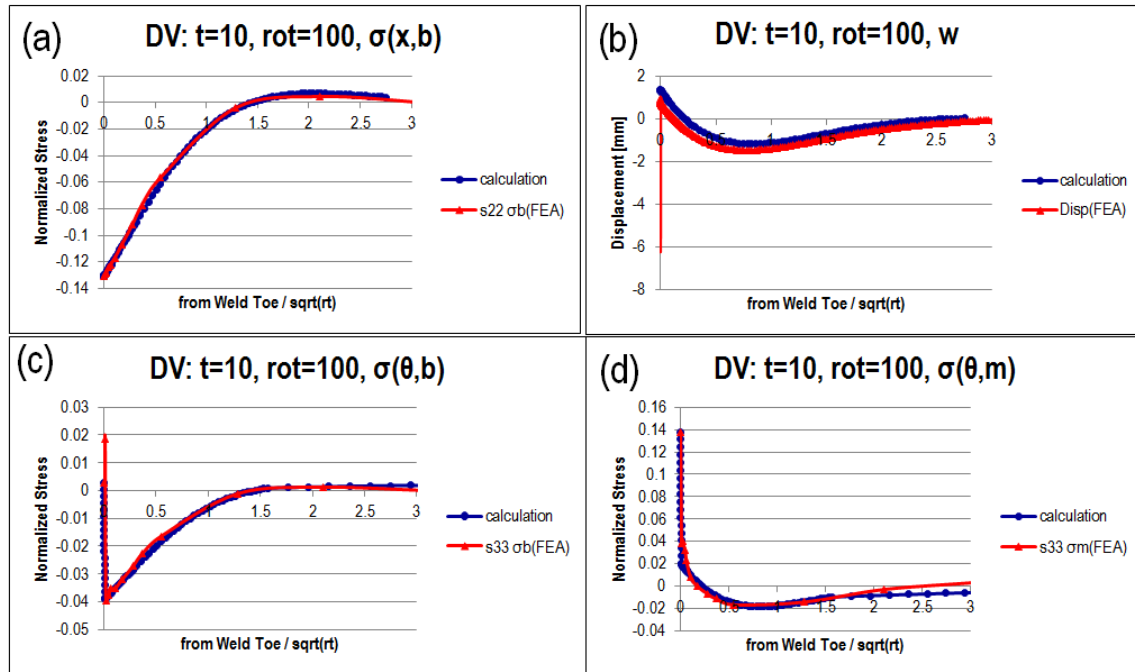 (a)
DV: t=10, rot=100, σ(x,b)
0.02
0
-0.02
-0.04
-0.06
-0.08
-0.1
-0.12
-0.14
0 0.5 1 1.5 2 2.5 3
Normalized Stress
from Weld Toe / sqrt(rt)
calculation
s22 σb(FEA)
(b)
DV: t=10, rot=100, w
2
0
-2
-4
-6
-8
0 0.5 1 1.5 2 2.5 3
Displacement [mm]
from Weld Toe / sqrt(rt)
calculation
Disp(FEA)
(c)
DV: t=10, rot=100, σ(θ,b)
0.03
0.02
0.01
0
-0.01
-0.02
-0.03
-0.04
-0.05
0 0.5 1 1.5 2 2.5 3
Normalized Stress
from Weld Toe / sqrt(rt)
calculation
s33 σb(FEA)
(d)
DV: t=10, rot=100, σ(θ,m)
0.16
0.14
0.12
0.1
0.08
0.06
0.04
0.02
0
-0.02
-0.04
0 0.5 1 1.5 2 2.5 3
Normalized Stress
from Weld Toe / sqrt(rt)
calculation
s33 σm(FEA)